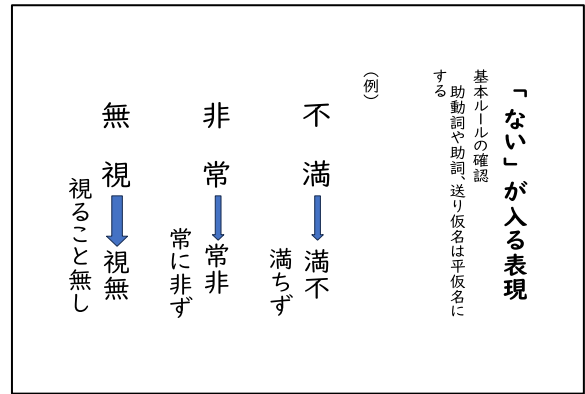 「ない」が入る表現
基本ルールの確認
助動詞や助詞、送り仮名は平仮名に
する
(例)
不満→満不
満ちず
非常→常非
常に非ず
無視→視無
視ること無し